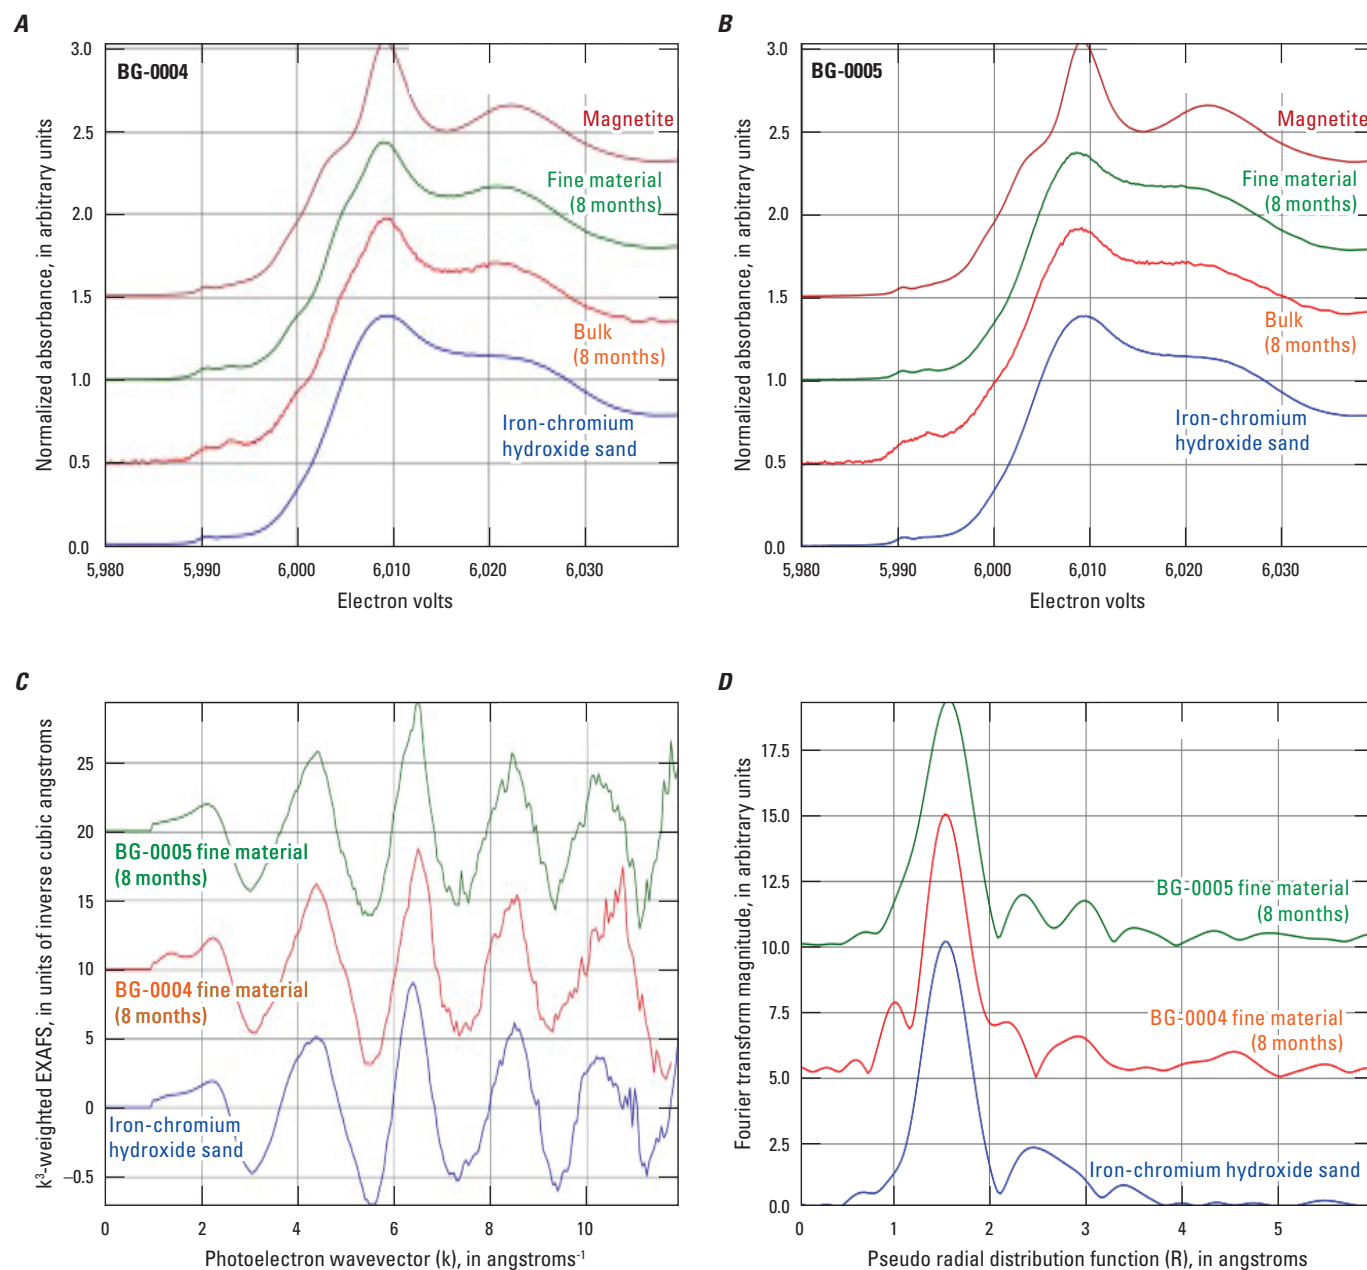 A
BG-0004
3.0
2.5
2.0
1.5
1.0
0.5
0.0
Normalized absorbance, in arbitrary units
Magnetite
Fine material
(8 months)
Bulk
(8 months)
Iron-chromium
hydroxide sand
5,980
5,990
6,000
6,010
6,020
6,030
Electron volts
B
BG-0005
3.0
2.5
2.0
1.5
1.0
0.5
0.0
Normalized absorbance, in arbitrary units
Magnetite
Fine material
(8 months)
Bulk
(8 months)
Iron-chromium
hydroxide sand
5,980
5,990
6,000
6,010
6,020
6,030
Electron volts
C
25
20
15
10
5
0
–0.5
k³-weighted EXAFS, in units of inverse cubic angstroms
BG-0005 fine material
(8 months)
BG-0004 fine material
(8 months)
Iron-chromium
hydroxide sand
0
2
4
6
8
10
Photoelectron wavevector (k), in angstroms⁻¹
D
17.5
15.0
12.5
10.0
7.5
5.0
2.5
0.0
Fourier transform magnitude, in arbitrary units
BG-0005 fine material
(8 months)
BG-0004 fine material
(8 months)
Iron-chromium hydroxide sand
0
1
2
3
4
5
Pseudo radial distribution function (R), in angstroms